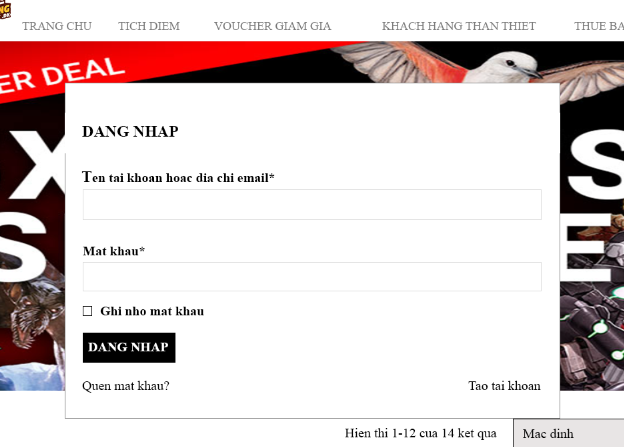 TRANG CHU TICH DIEM VOUCHER GIAM GIA KHACH HANG THAN THIET THUE BA
ER DEAL
DANG NHAP
Ten tai khoan hoac dia chi email*
Mat khau*
Ghi nho mat khau
DANG NHAP
Quen mat khau? Tao tai khoan
Hien thi 1-12 cua 14 ket qua Mac dinh